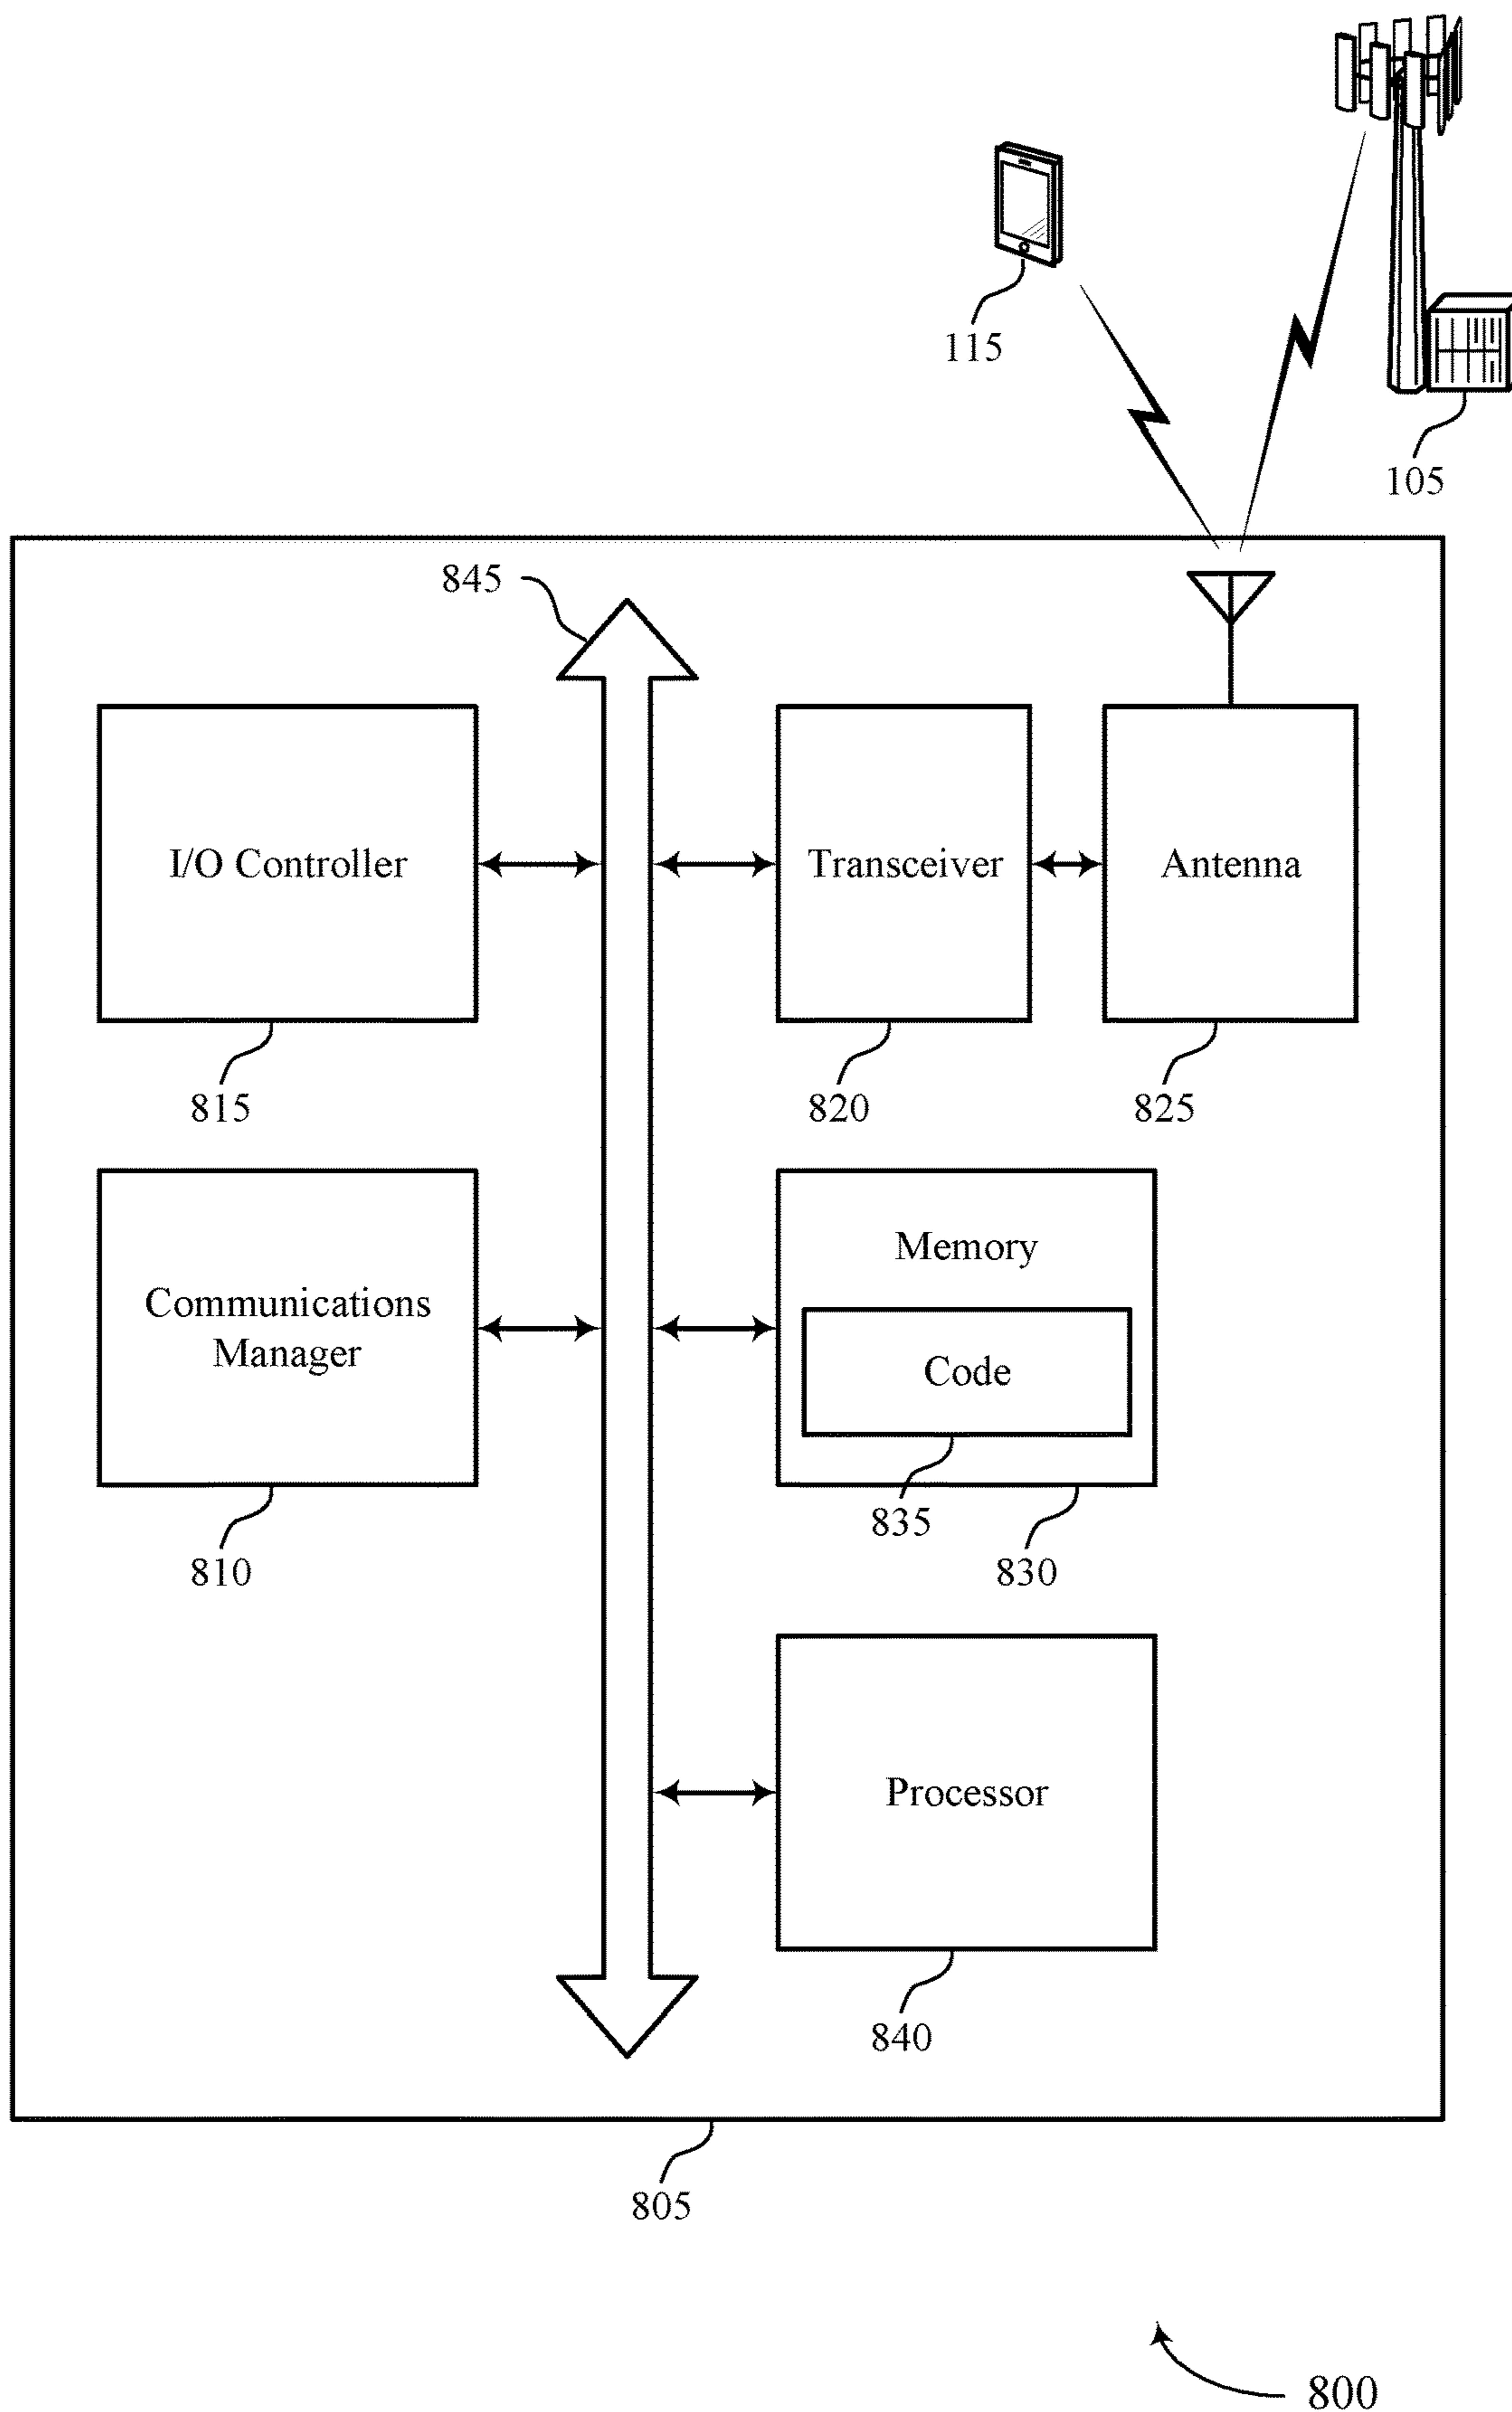 115
105
845
I/O Controller
Transceiver
Antenna
815
820
825
Communications
Manager
Memory
Code
835
810
830
Processor
840
805
800